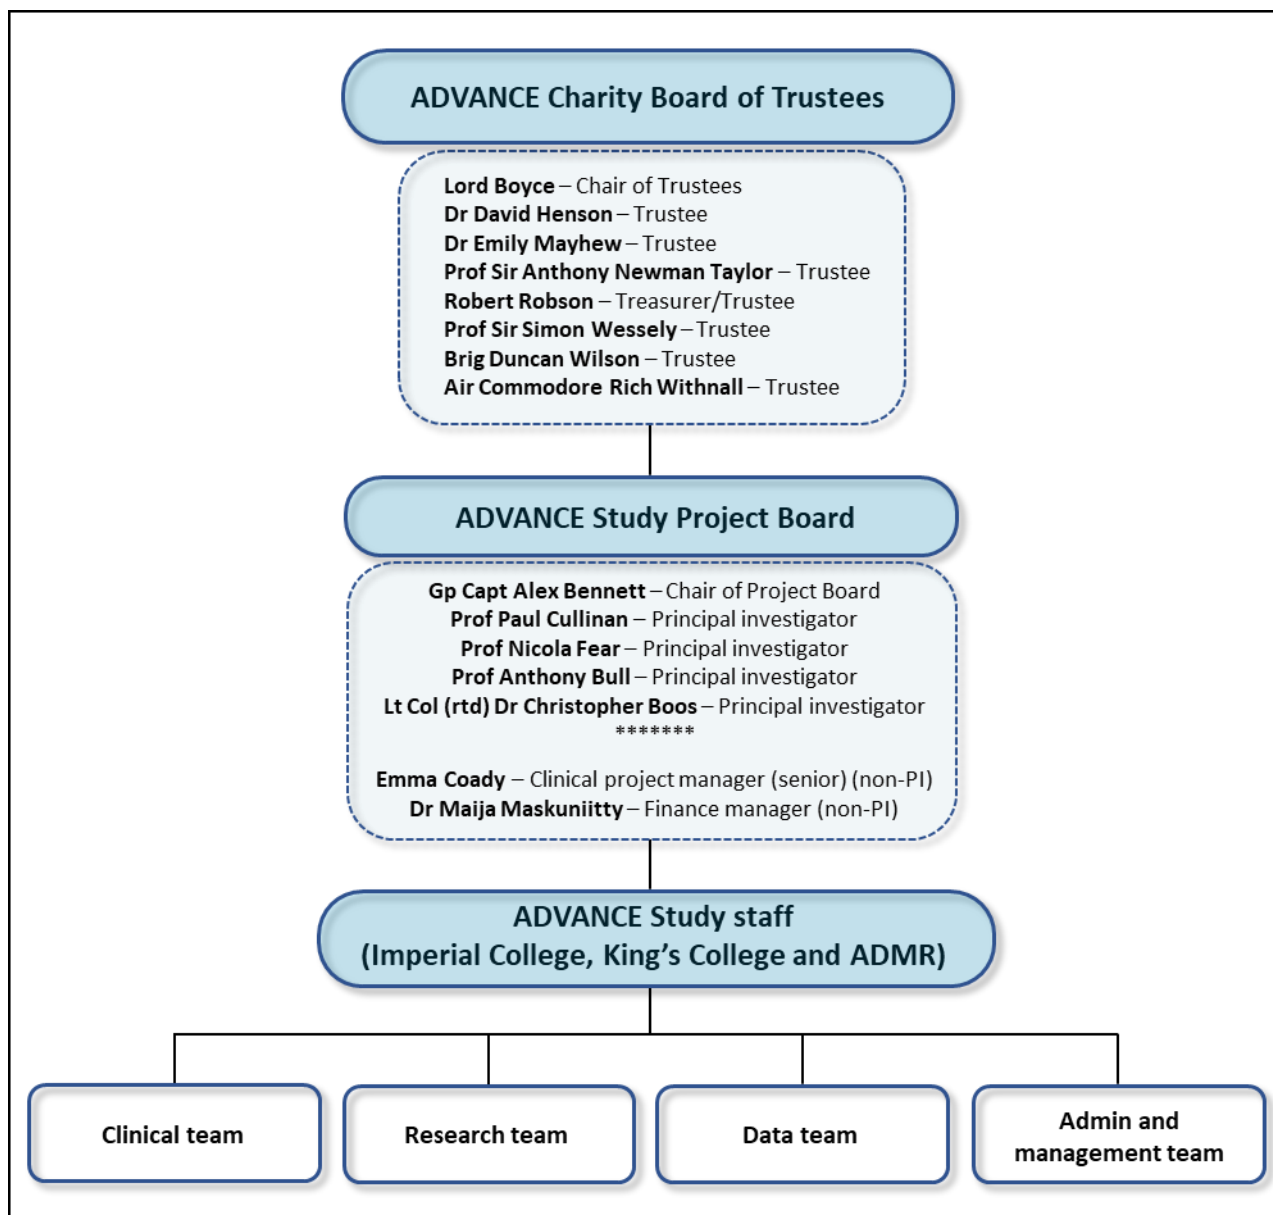 ADVANCE Charity Board of Trustees
Lord Boyce – Chair of Trustees
Dr David Henson – Trustee
Dr Emily Mayhew – Trustee
Prof Sir Anthony Newman Taylor – Trustee
Robert Robson – Treasurer/Trustee
Prof Sir Simon Wessely – Trustee
Brig Duncan Wilson – Trustee
Air Commodore Rich Withnall – Trustee
ADVANCE Study Project Board
Gp Capt Alex Bennett – Chair of Project Board
Prof Paul Cullinan – Principal investigator
Prof Nicola Fear – Principal investigator
Prof Anthony Bull – Principal investigator
Lt Col (rtd) Dr Christopher Boos – Principal investigator
*******
Emma Coady – Clinical project manager (senior) (non-PI)
Dr Maija Maskuniitty – Finance manager (non-PI)
ADVANCE Study staff
(Imperial College, King’s College and ADMR)
Clinical team
Research team
Data team
Admin and
management team